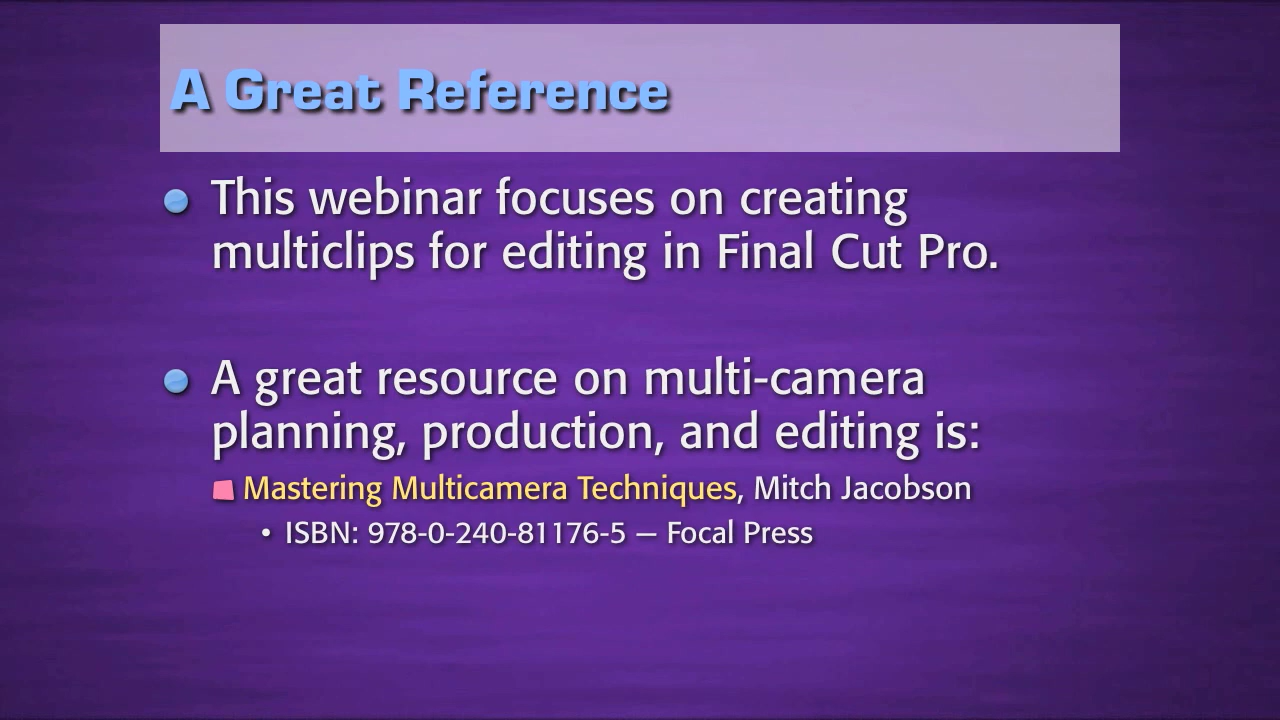 A Great Reference
This webinar focuses on creating
multiclips for editing in Final Cut Pro.
A great resource on multi-camera
planning, production, and editing is:
Mastering Multicamera Techniques, Mitch Jacobson
• ISBN: 978-0-240-81176-5 — Focal Press